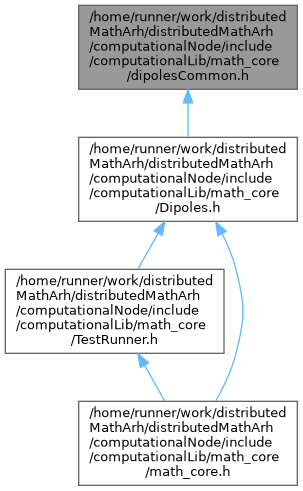 /home/runner/work/distributed
MathArh/distributedMathArh
/computationalNode/include
/computationalLib/math_core
/dipolesCommon.h
/home/runner/work/distributed
MathArh/distributedMathArh
/computationalNode/include
/computationalLib/math_core
/Dipoles.h
/home/runner/work/distributed
MathArh/distributedMathArh
/computationalNode/include
/computationalLib/math_core
/TestRunner.h
/home/runner/work/distributed
MathArh/distributedMathArh
/computationalNode/include
/computationalLib/math_core
/math_core.h